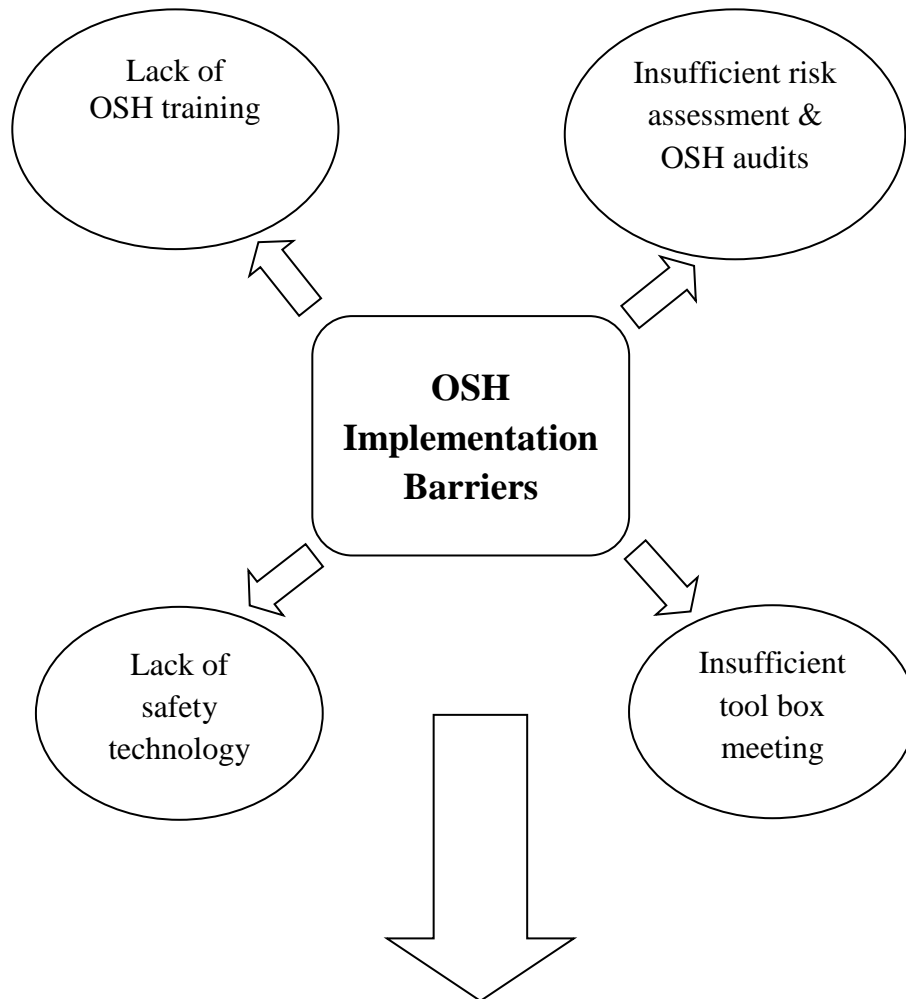 Lack of
OSH training
Insufficient risk
assessment &
OSH audits
OSH
Implementation
Barriers
Lack of
safety
technology
Insufficient
tool box
meeting